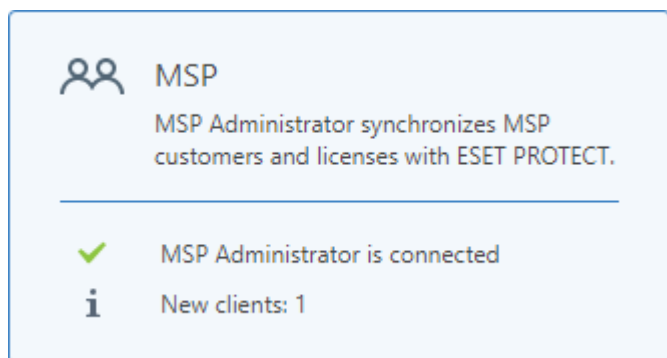 MSP
MSP Administrator synchronizes MSP
customers and licenses with ESET PROTECT.
MSP Administrator is connected
New clients: 1